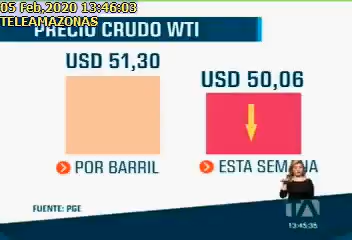 05 Feb,2020 13:46:03
TELEAMAZONAS
PRECIO CRUDO WTI
USD 51,30
USD 50,06
POR BARRIL
ESTA SEMANA
FUENTE: PGE
13:45:35